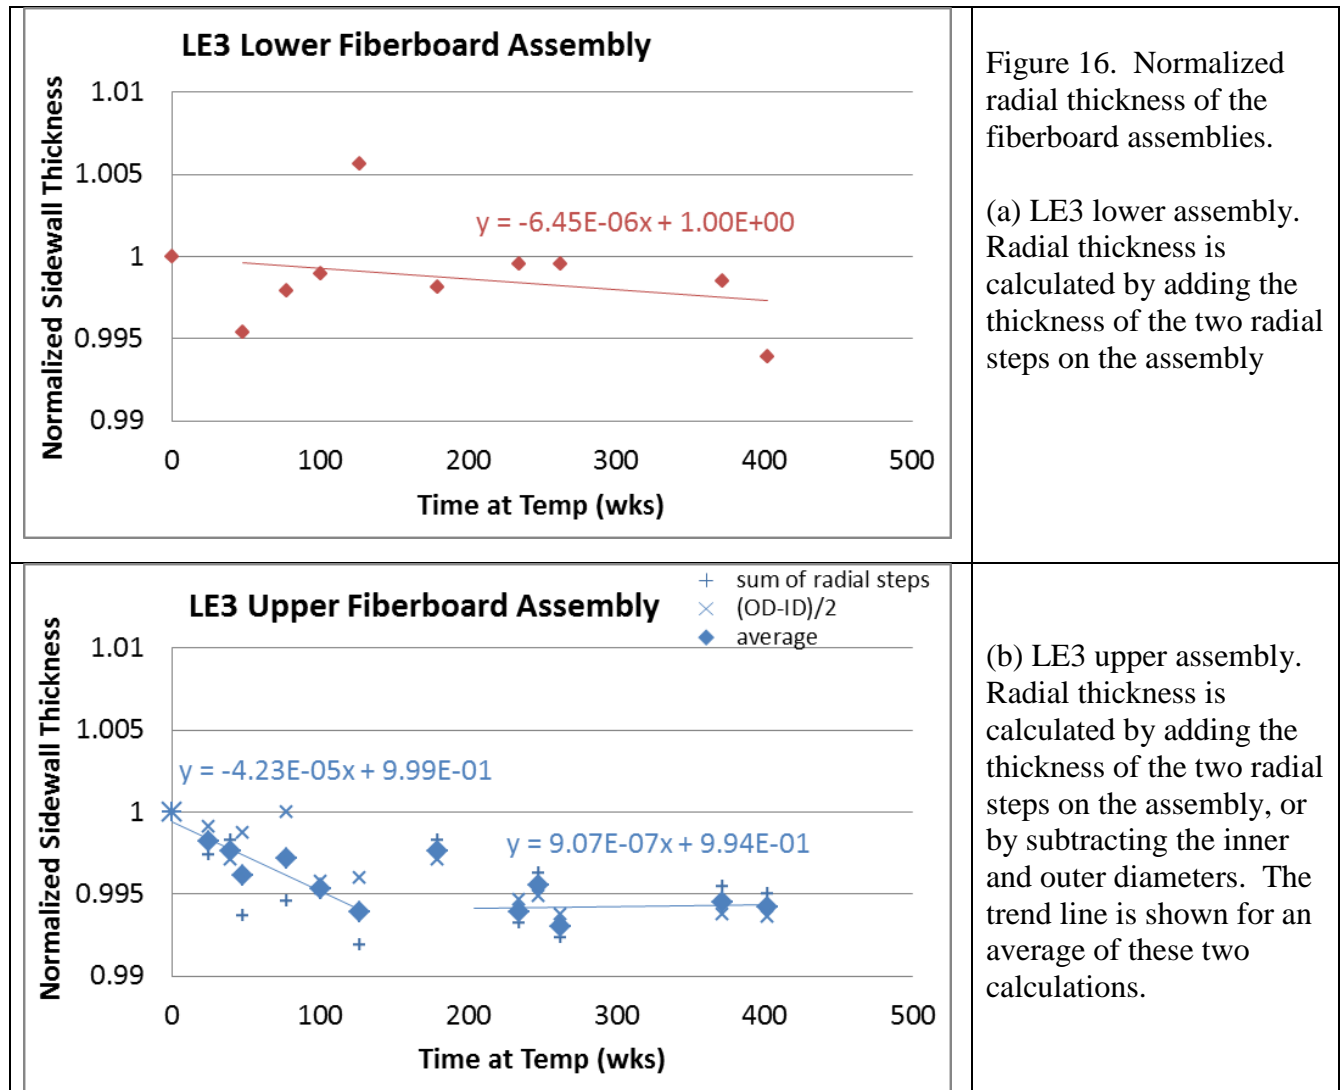 LE3 Lower Fiberboard Assembly
Normalized Sidewall Thickness
1.01
1.005
1
0.995
0.99
y = -6.45E-06x + 1.00E+00
0 100 200 300 400 500
Time at Temp (wks)
Figure 16. Normalized
radial thickness of the
fiberboard assemblies.
(a) LE3 lower assembly.
Radial thickness is
calculated by adding the
thickness of the two radial
steps on the assembly
LE3 Upper Fiberboard Assembly
sum of radial steps
(OD-ID)/2
average
Normalized Sidewall Thickness
1.01
1.005
1
0.995
0.99
y = -4.23E-05x + 9.99E-01
y = 9.07E-07x + 9.94E-01
0 100 200 300 400 500
Time at Temp (wks)
(b) LE3 upper assembly.
Radial thickness is
calculated by adding the
thickness of the two radial
steps on the assembly, or
by subtracting the inner
and outer diameters. The
trend line is shown for an
average of these two
calculations.